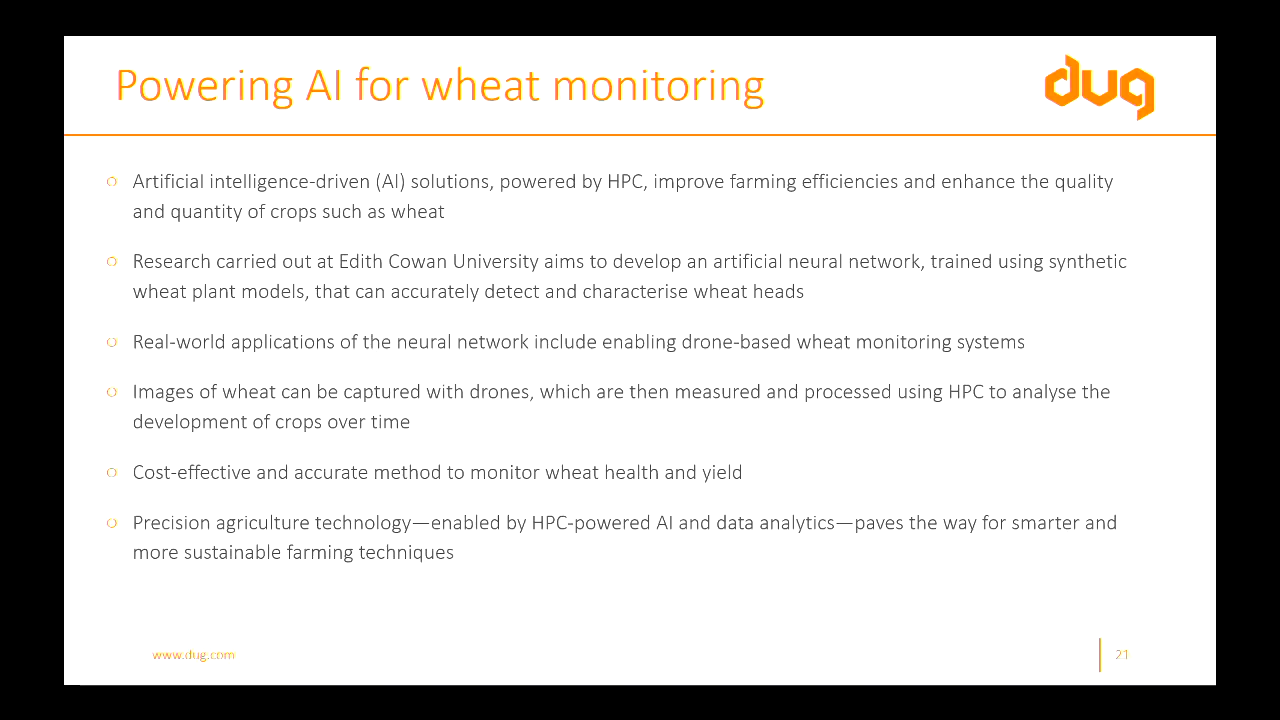 Powering AI for wheat monitoring
dug
Artificial intelligence-driven (AI) solutions, powered by HPC, improve farming efficiencies and enhance the quality
and quantity of crops such as wheat
Research carried out at Edith Cowan University aims to develop an artificial neural network, trained using synthetic
wheat plant models, that can accurately detect and characterise wheat heads
Real-world applications of the neural network include enabling drone-based wheat monitoring systems
Images of wheat can be captured with drones, which are then measured and processed using HPC to analyse the
development of crops over time
Cost-effective and accurate method to monitor wheat health and yield
Precision agriculture technology—enabled by HPC-powered AI and data analytics—paves the way for smarter and
more sustainable farming techniques
www.dug.com
21